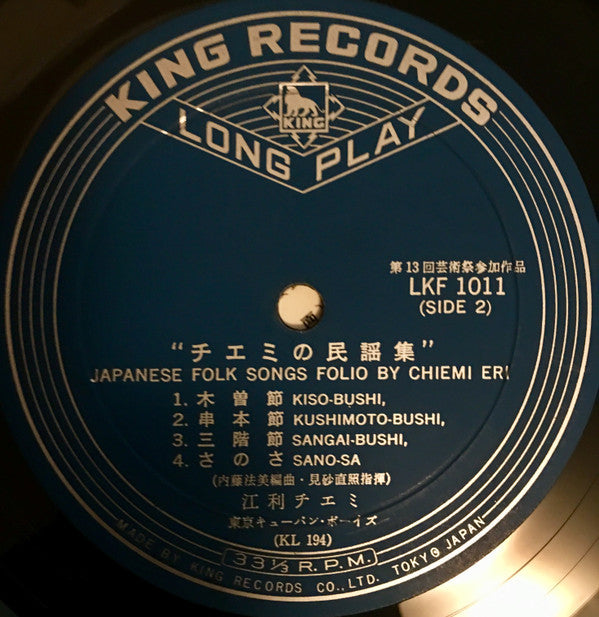 KING RECORDS
KING
LONG PLAY
第13回芸術祭参加作品
LKF 1011
(SIDE 2)
"チエミの民謡集"
JAPANESE FOLK SONGS FOLIO BY CHIEMI ERI
1. 木曽節 KISO-BUSHI,
2. 串本節 KUSHIMOTO-BUSHI,
3. 三階節 SANGAI-BUSHI,
4. さのさ SANO-SA
(内藤法美編曲・見砂直照指揮)
江利チエミ
東京キューバン・ボーイズ
(KL 194)
33⅓ R.P.M.
MADE BY KING RECORDS CO., LTD. TOKYO JAPAN